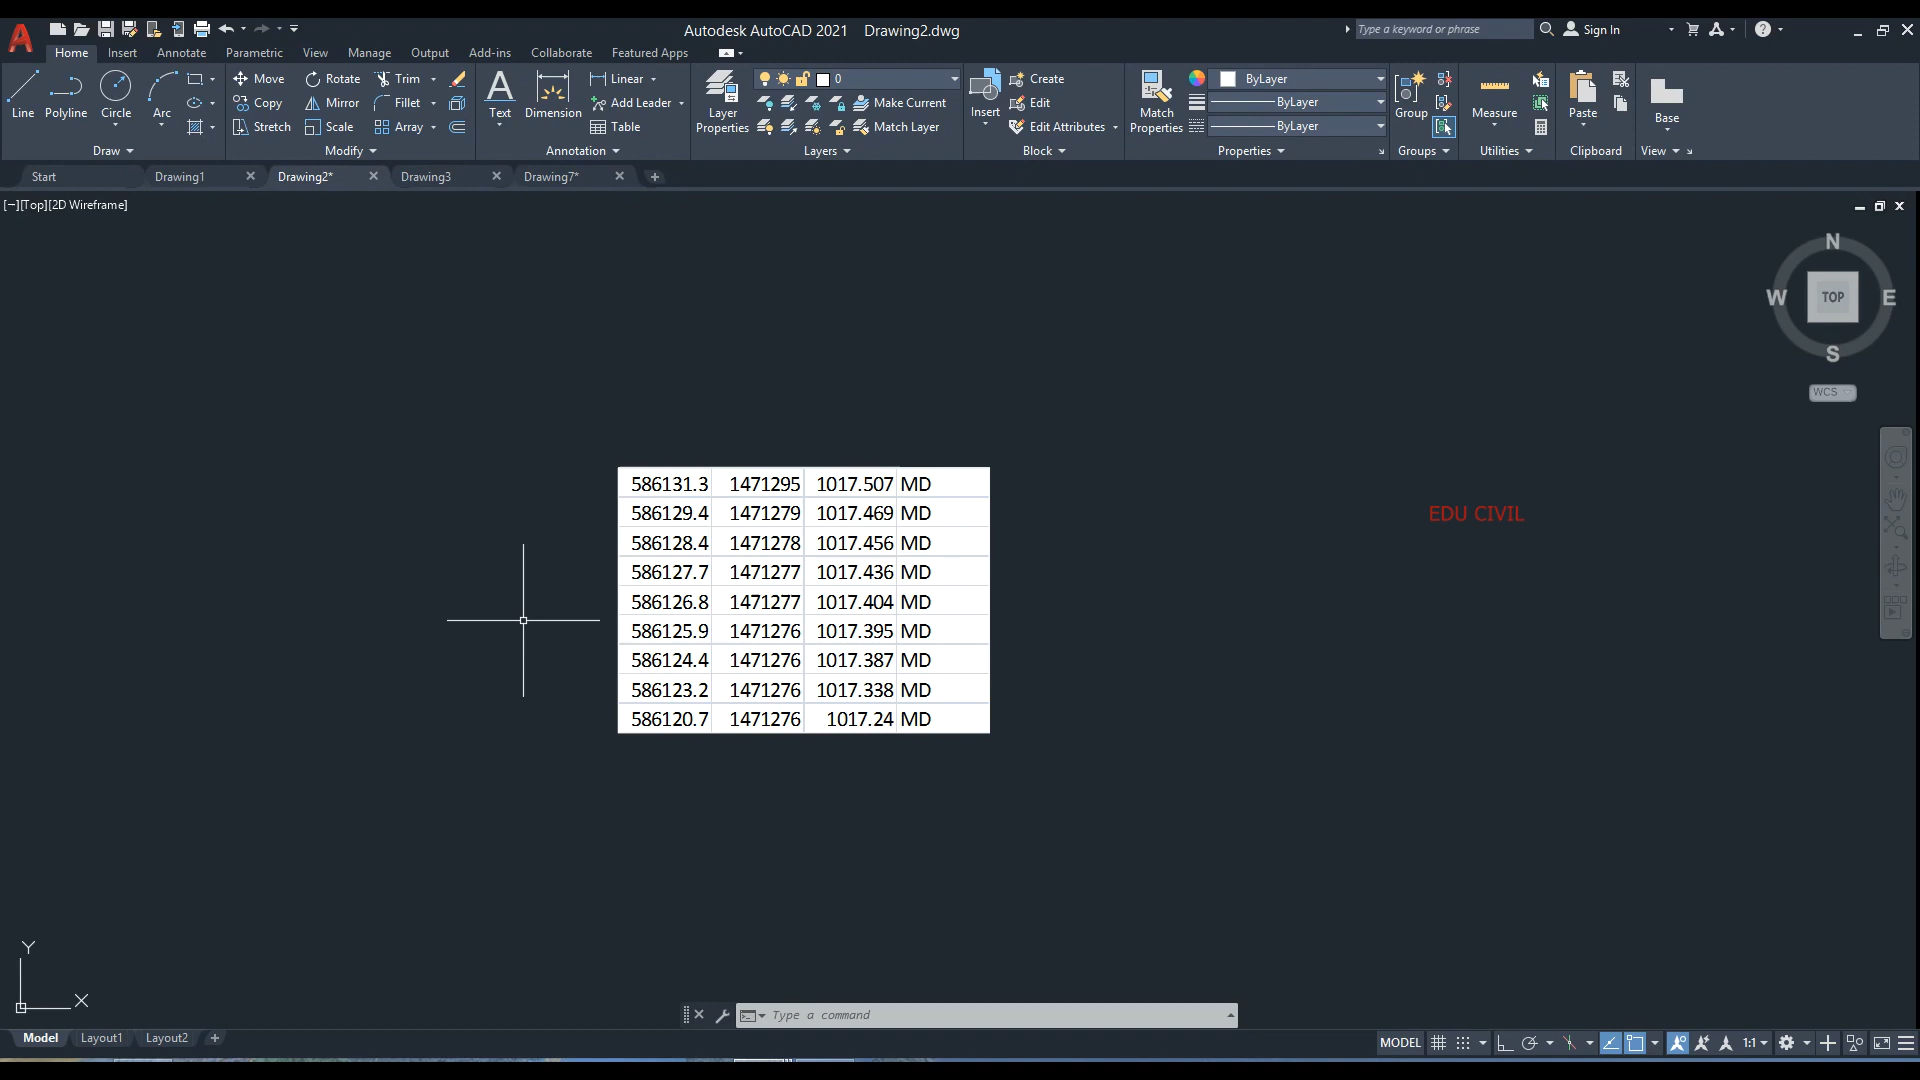 Autodesk AutoCAD 2021 Drawing2.dwg
Type a keyword or phrase
Sign In
Home Insert Annotate Parametric View Manage Output Add-ins Collaborate Featured Apps
Line Polyline Circle Arc
Move Rotate Trim
Copy Mirror Fillet
Stretch Scale Array
Text Dimension
Linear
Add Leader
Table
Layer Properties
0
Make Current
Match Layer
Insert
Create
Edit
Edit Attributes
Match Properties
ByLayer
ByLayer
ByLayer
Group
Measure
Paste
Base
Draw Modify Annotation Layers Block Properties Groups Utilities Clipboard View
Start Drawing1 Drawing2* Drawing3 Drawing7*
[−][Top][2D Wireframe]
N
W TOP E
S
WCS
586131.3 1471295 1017.507 MD
586129.4 1471279 1017.469 MD
586128.4 1471278 1017.456 MD
586127.7 1471277 1017.436 MD
586126.8 1471277 1017.404 MD
586125.9 1471276 1017.395 MD
586124.4 1471276 1017.387 MD
586123.2 1471276 1017.338 MD
586120.7 1471276 1017.24 MD
EDU CIVIL
Y
X
Type a command
Model Layout1 Layout2
MODEL 1:1